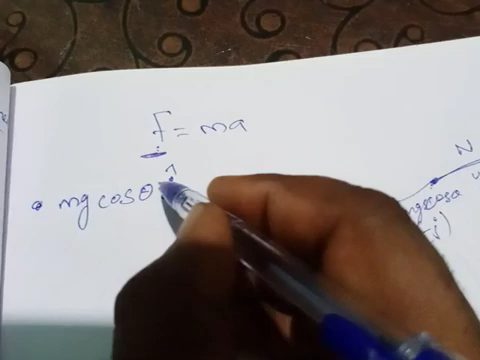 F = ma
mg cos θ î
N
mg cos α
-ĵ)